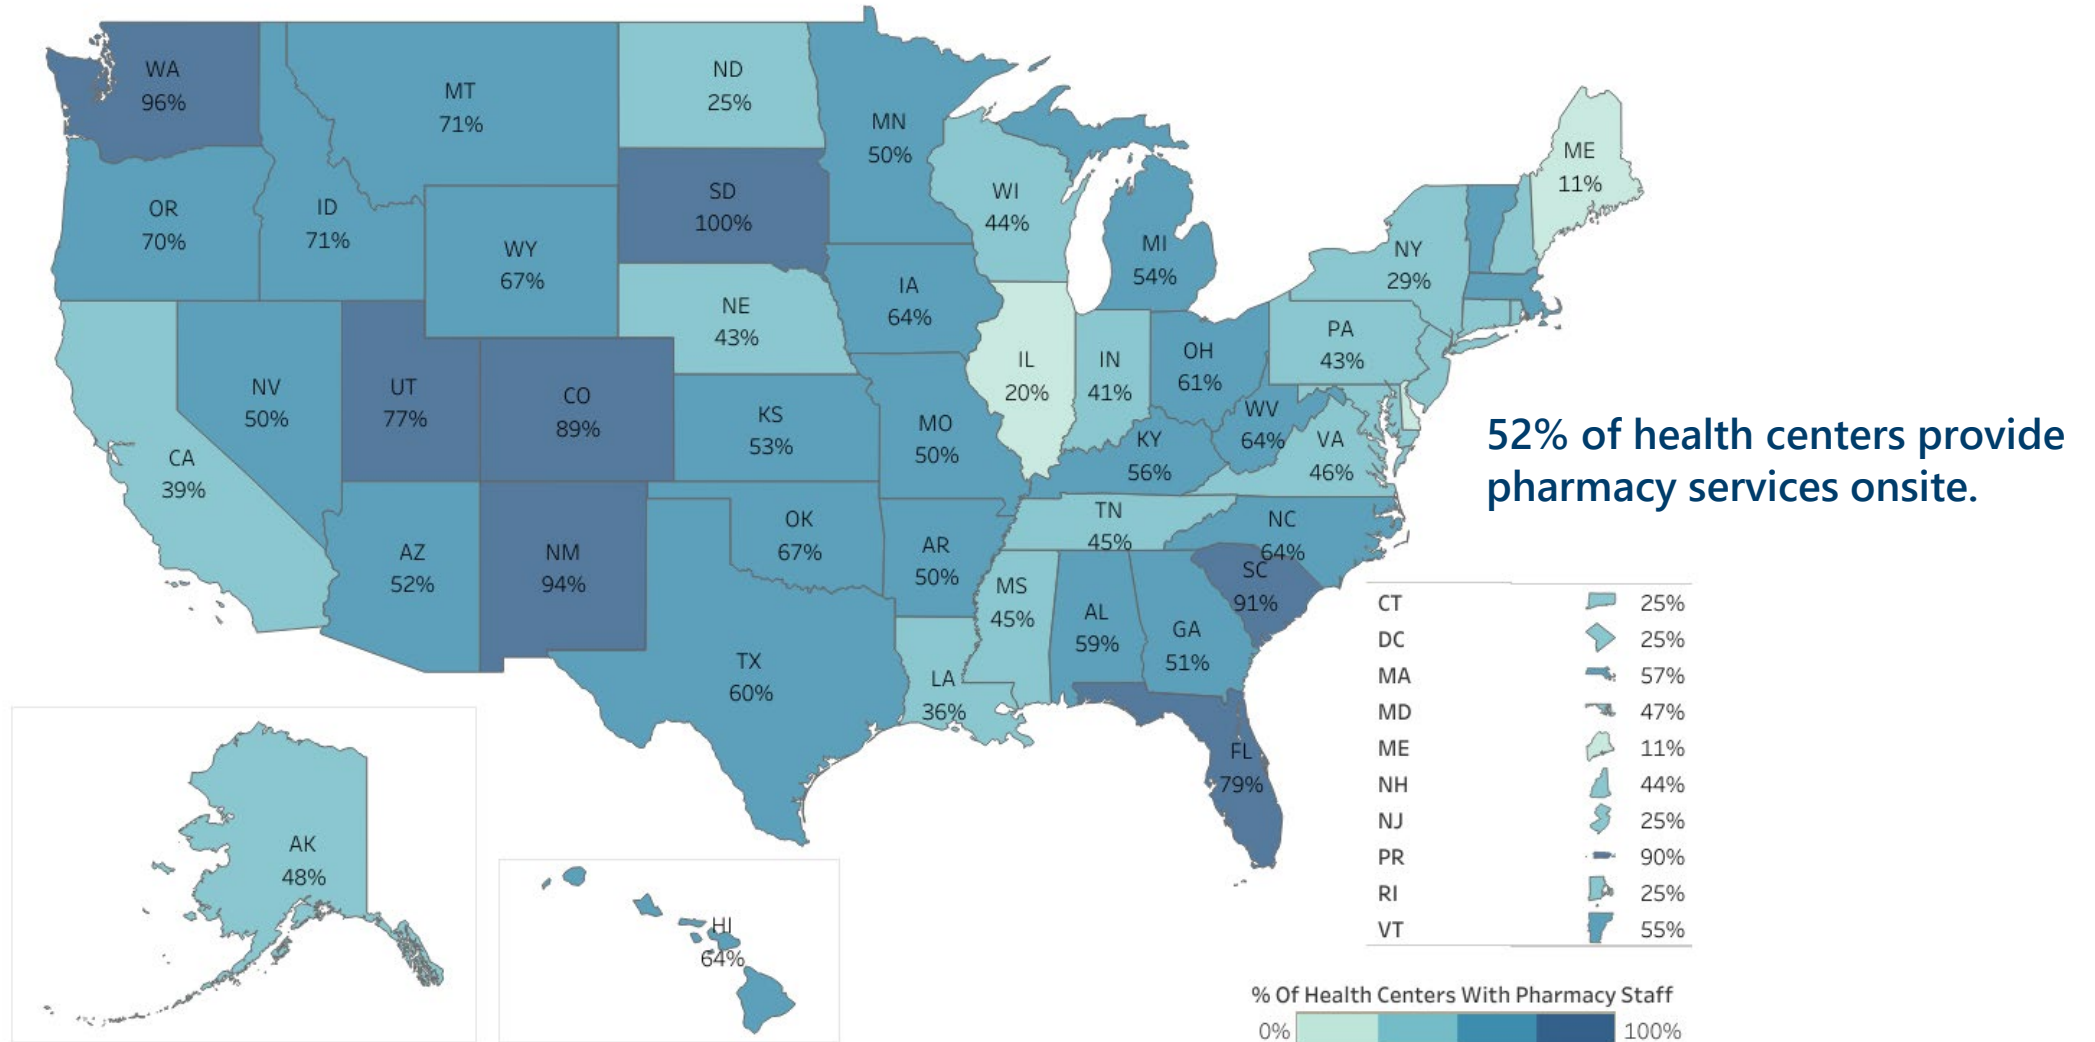 WA
96%
MT
71%
ND
25%
MN
50%
ME
11%
OR
70%
ID
71%
WY
67%
SD
100%
WI
44%
MI
54%
NY
29%
NE
43%
IA
64%
IL
20%
IN
41%
OH
61%
PA
43%
NV
50%
UT
77%
CO
89%
KS
53%
MO
50%
KY
56%
WV
64%
VA
46%
CA
39%
AZ
52%
NM
94%
OK
67%
AR
50%
TN
45%
NC
64%
SC
91%
MS
45%
AL
59%
GA
51%
TX
60%
LA
36%
FL
79%
AK
48%
HI
64%
52% of health centers provide
pharmacy services onsite.
CT 25%
DC 25%
MA 57%
MD 47%
ME 11%
NH 44%
NJ 25%
PR 90%
RI 25%
VT 55%
% Of Health Centers With Pharmacy Staff
0% 100%